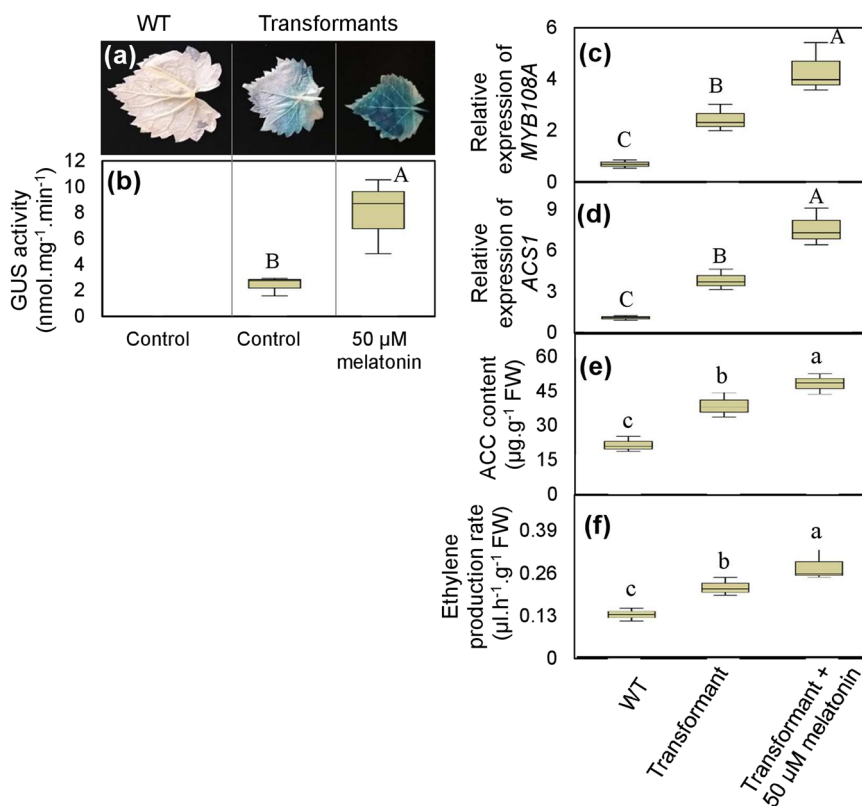 WT Transformants
(a)
(b)
12
10
8
6
4
2
0
GUS activity
(nmol.mg⁻¹.min⁻¹)
B
A
Control Control 50 µM
melatonin
(c)
6
4
2
0
Relative
expression of
MYB108A
C
B
A
(d)
9
6
3
0
Relative
expression of
ACS1
C
B
A
(e)
60
45
30
15
0
ACC content
(µg.g⁻¹ FW)
c
b
a
(f)
0.39
0.26
0.13
0
Ethylene
production rate
(µl.h⁻¹.g⁻¹ FW)
c
b
a
WT
Transformant
Transformant +
50 µM melatonin